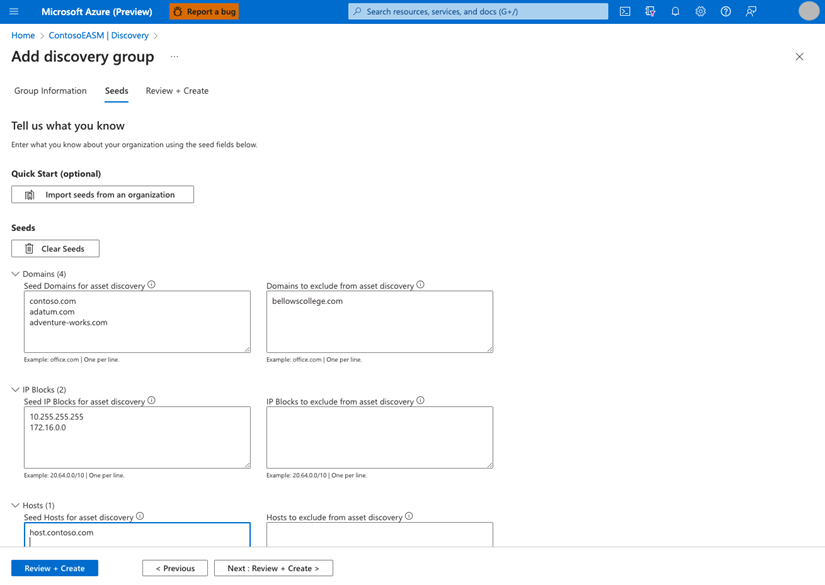 Microsoft Azure (Preview)
Report a bug
Search resources, services, and docs (G+/)
Home > ContosoEASM | Discovery >
Add discovery group ...
Group Information
Seeds
Review + Create
Tell us what you know
Enter what you know about your organization using the seed fields below.
Quick Start (optional)
Import seeds from an organization
Seeds
Clear Seeds
Domains (4)
Seed Domains for asset discovery
contoso.com
adatum.com
adventure-works.com
Example: office.com | One per line.
Domains to exclude from asset discovery
bellowscollege.com
Example: office.com | One per line.
IP Blocks (2)
Seed IP Blocks for asset discovery
10.255.255.255
172.16.0.0
Example: 20.64.0.0/10 | One per line.
IP Blocks to exclude from asset discovery
Example: 20.64.0.0/10 | One per line.
Hosts (1)
Seed Hosts for asset discovery
host.contoso.com
Hosts to exclude from asset discovery
Review + Create
< Previous
Next : Review + Create >